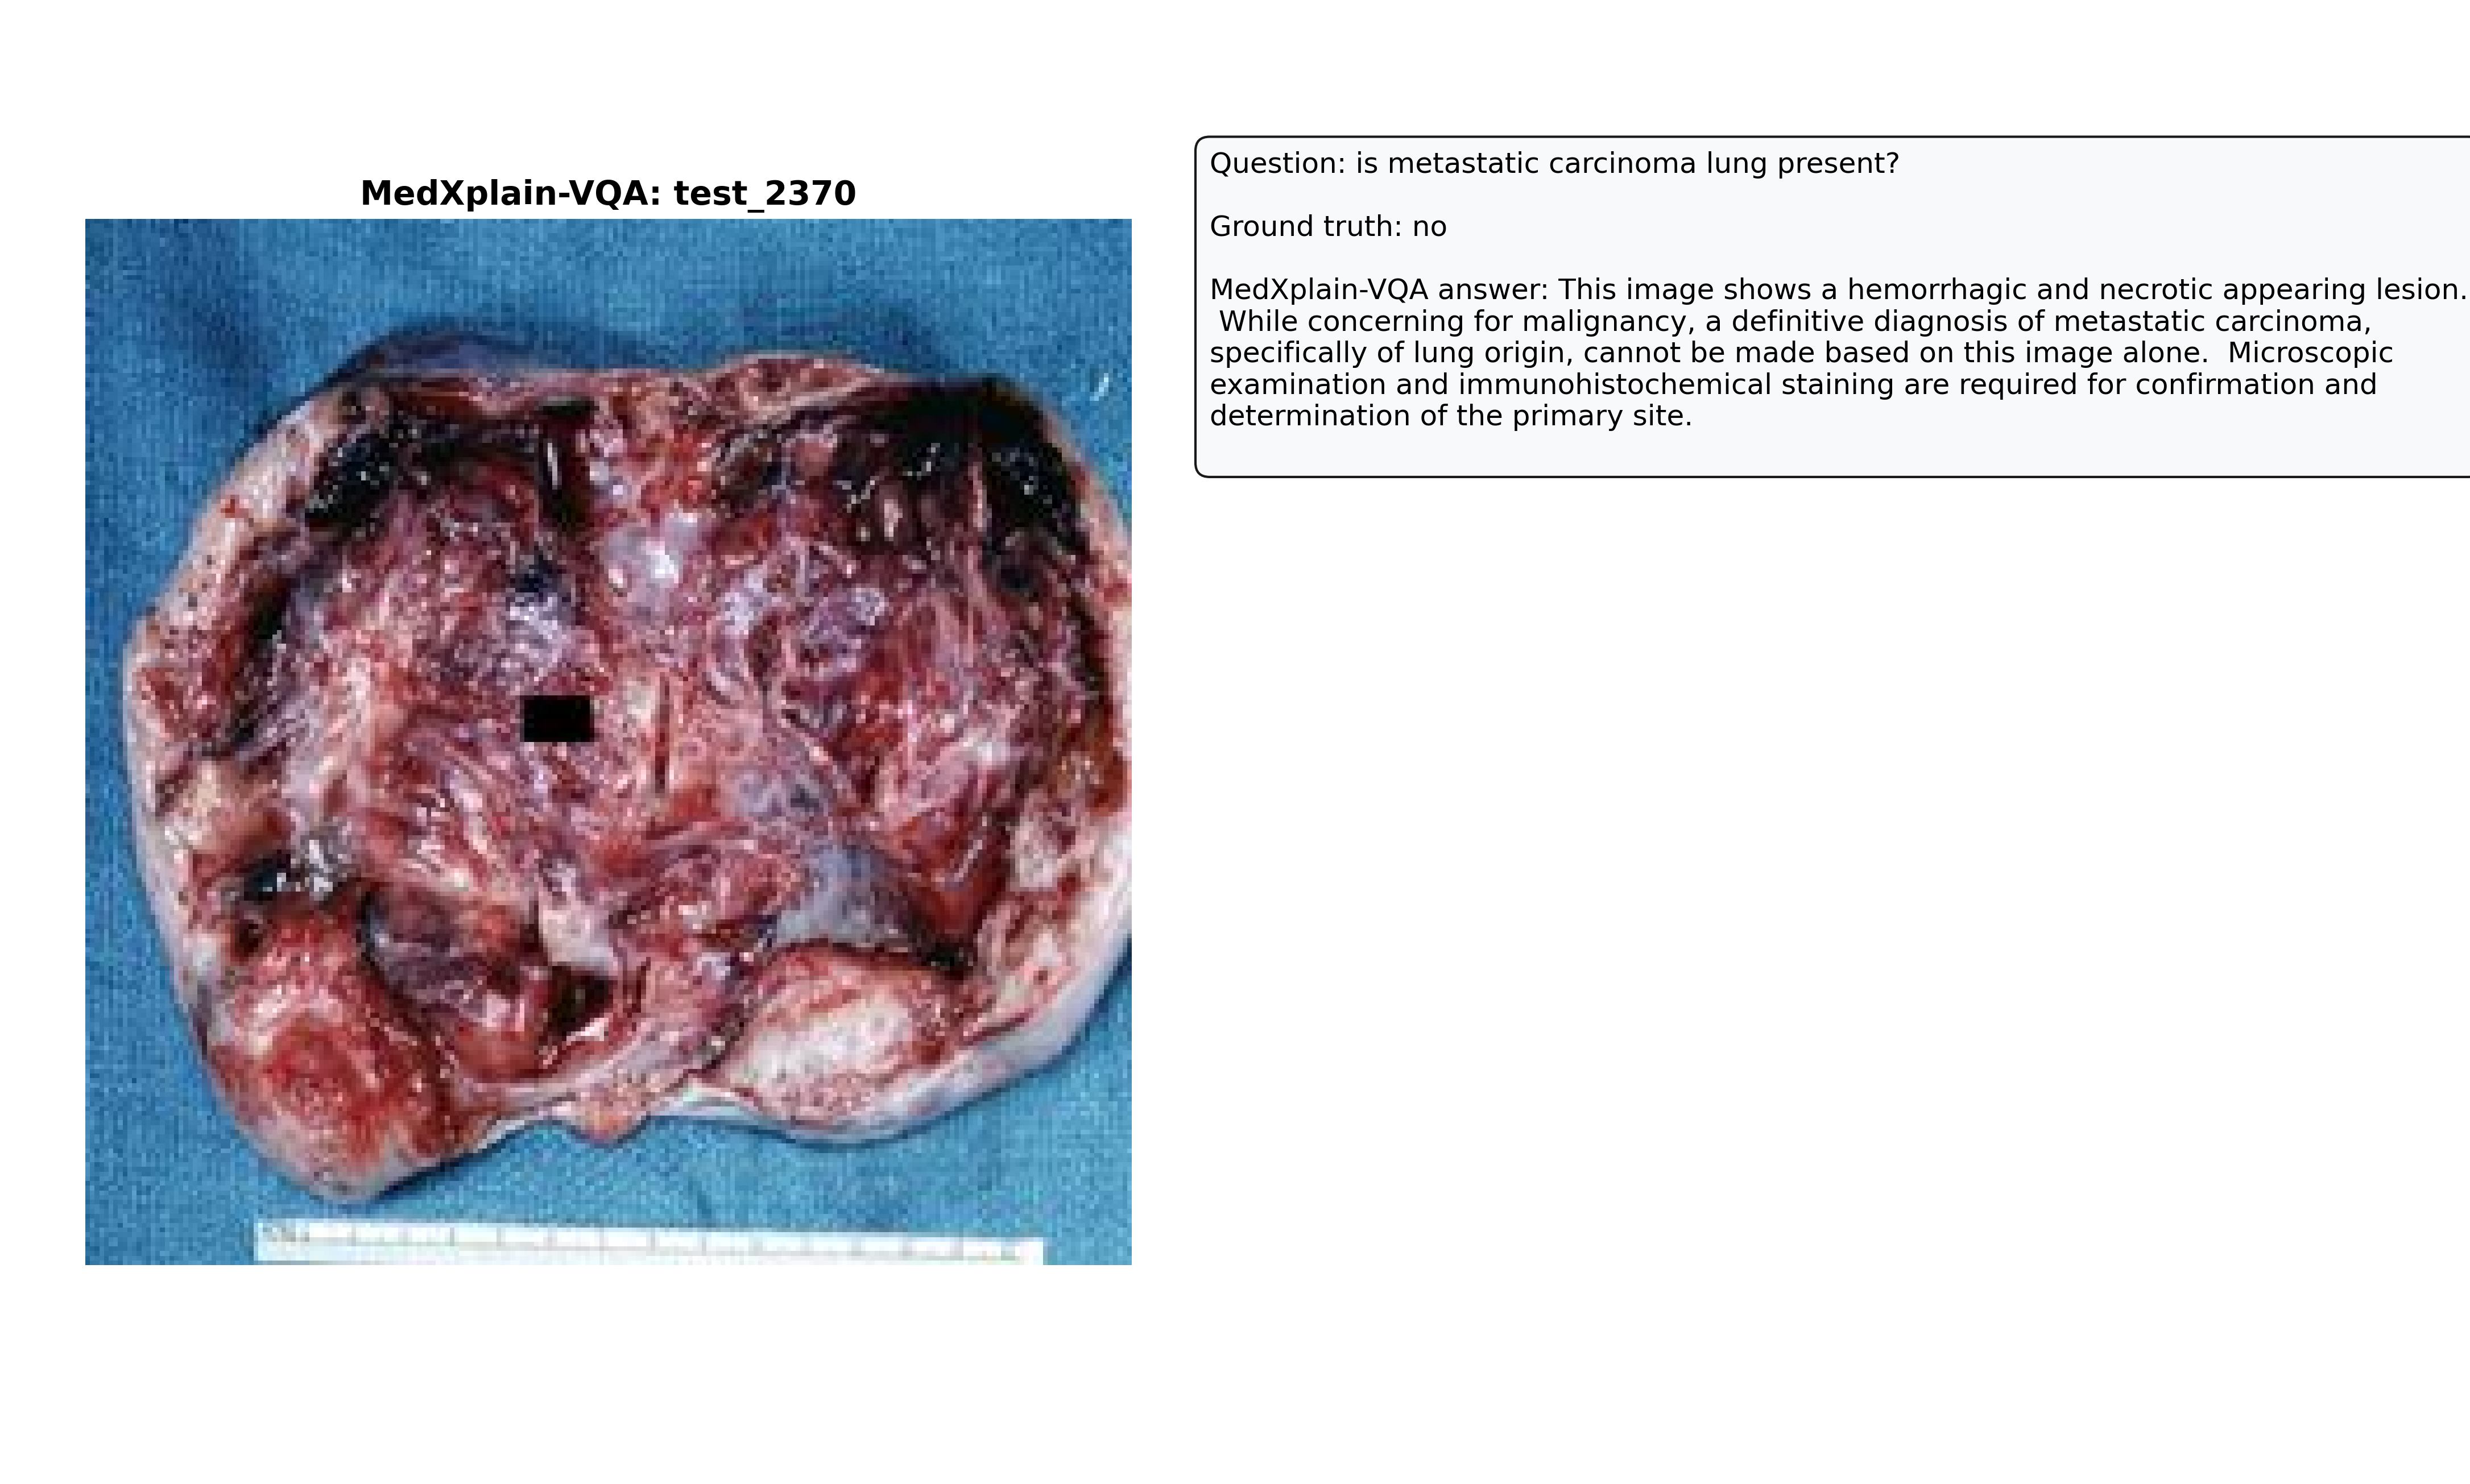 MedXplain-VQA: test_2370
Question: is metastatic carcinoma lung present?
Ground truth: no
MedXplain-VQA answer: This image shows a hemorrhagic and necrotic appearing lesion.
While concerning for malignancy, a definitive diagnosis of metastatic carcinoma,
specifically of lung origin, cannot be made based on this image alone.  Microscopic
examination and immunohistochemical staining are required for confirmation and
determination of the primary site.